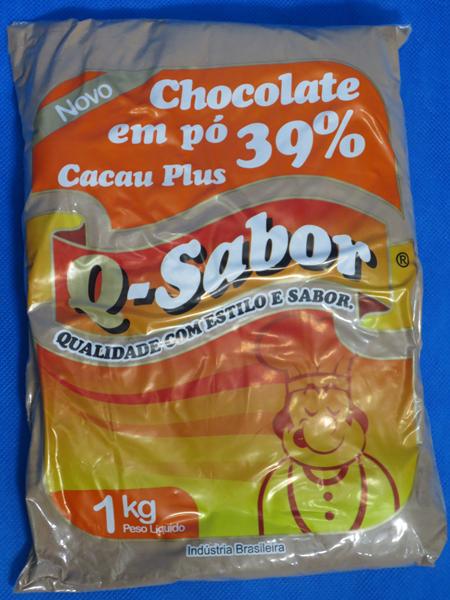 Novo
Chocolate
em pó 39%
Cacau Plus
Q-Sabor ®
QUALIDADE COM ESTILO E SABOR.
1kg
Peso Líquido
Indústria Brasileira